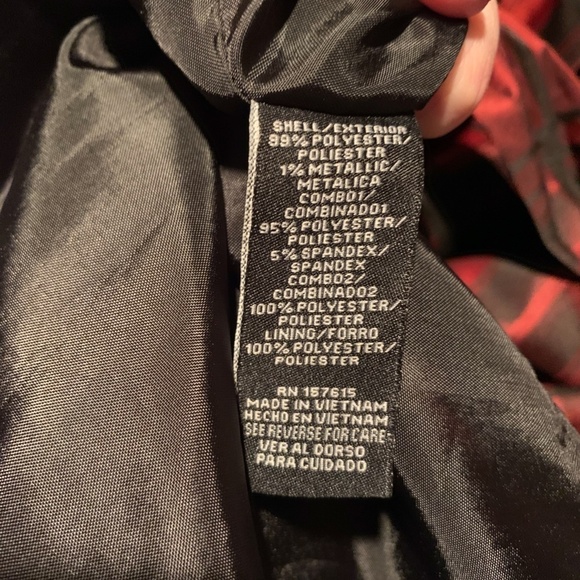 SHELL/EXTERIOR
99% POLYESTER/
POLIESTER
1% METALLIC/
METALICA
COMBO1/
COMBINADO1
95% POLYESTER/
POLIESTER
5% SPANDEX/
SPANDEX
COMBO2/
COMBINADO2
100% POLYESTER/
POLIESTER
LINING/FORRO
100% POLYESTER/
POLIESTER
RN 157615
MADE IN VIETNAM
HECHO EN VIETNAM
SEE REVERSE FOR CARE
VER AL DORSO
PARA CUIDADO